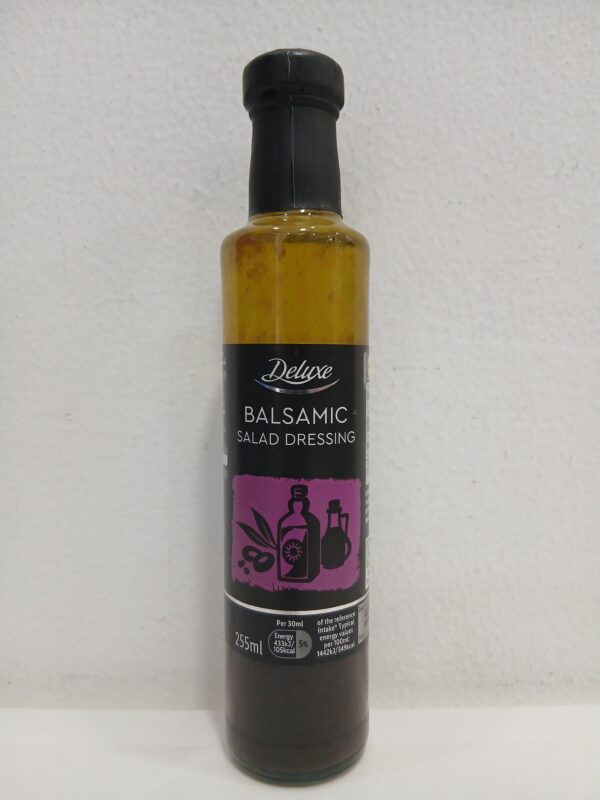 Deluxe
BALSAMIC
SALAD DRESSING
255ml
Per 30ml
Energy
433kJ/
105kcal
5%
of the reference
intake* Typical
energy values
per 100ml:
1442kJ/349kcal